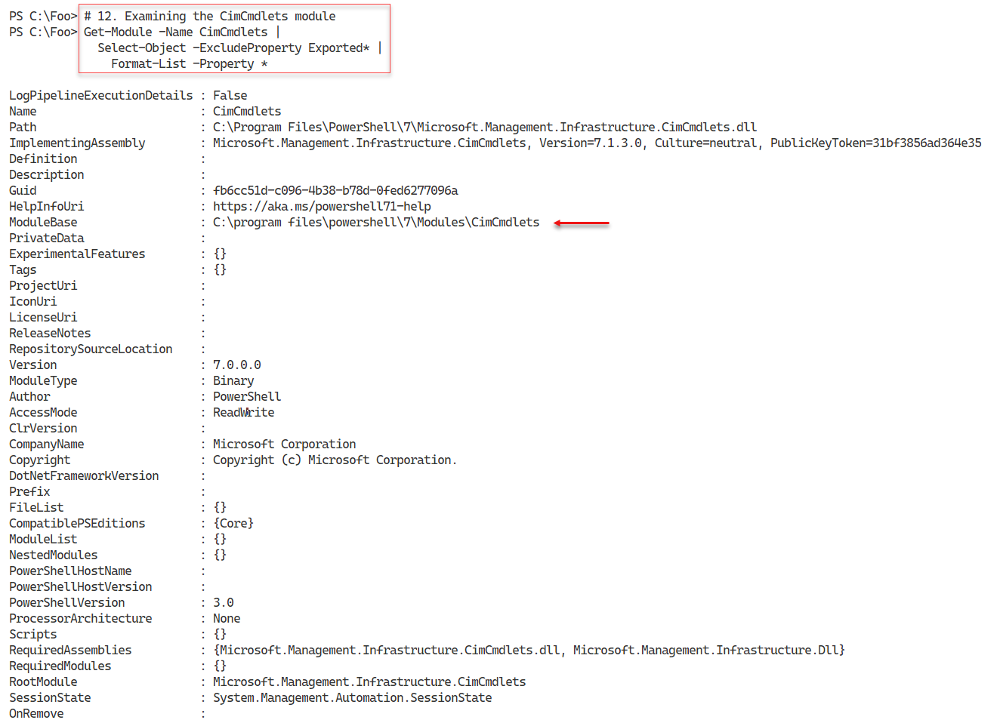 PS C:\Foo> # 12. Examining the CimCmdlets module
PS C:\Foo> Get-Module -Name CimCmdlets |
Select-Object -ExcludeProperty Exported* |
Format-List -Property *
LogPipelineExecutionDetails : False
Name : CimCmdlets
Path : C:\Program Files\PowerShell\7\Microsoft.Management.Infrastructure.CimCmdlets.dll
ImplementingAssembly : Microsoft.Management.Infrastructure.CimCmdlets, Version=7.1.3.0, Culture=neutral, PublicKeyToken=31bf3856ad364e35
Definition :
Description :
Guid : fb6cc51d-c096-4b38-b78d-0fed6277096a
HelpInfoUri : https://aka.ms/powershell71-help
ModuleBase : C:\program files\powershell\7\Modules\CimCmdlets
PrivateData :
ExperimentalFeatures : {}
Tags : {}
ProjectUri :
IconUri :
LicenseUri :
ReleaseNotes :
RepositorySourceLocation :
Version : 7.0.0.0
ModuleType : Binary
Author : PowerShell
AccessMode : ReadWrite
ClrVersion :
CompanyName : Microsoft Corporation
Copyright : Copyright (c) Microsoft Corporation.
DotNetFrameworkVersion :
Prefix :
FileList : {}
CompatiblePSEditions : {Core}
ModuleList : {}
NestedModules : {}
PowerShellHostName :
PowerShellHostVersion :
PowerShellVersion : 3.0
ProcessorArchitecture : None
Scripts : {}
RequiredAssemblies : {Microsoft.Management.Infrastructure.CimCmdlets.dll, Microsoft.Management.Infrastructure.Dll}
RequiredModules : {}
RootModule : Microsoft.Management.Infrastructure.CimCmdlets
SessionState : System.Management.Automation.SessionState
OnRemove :